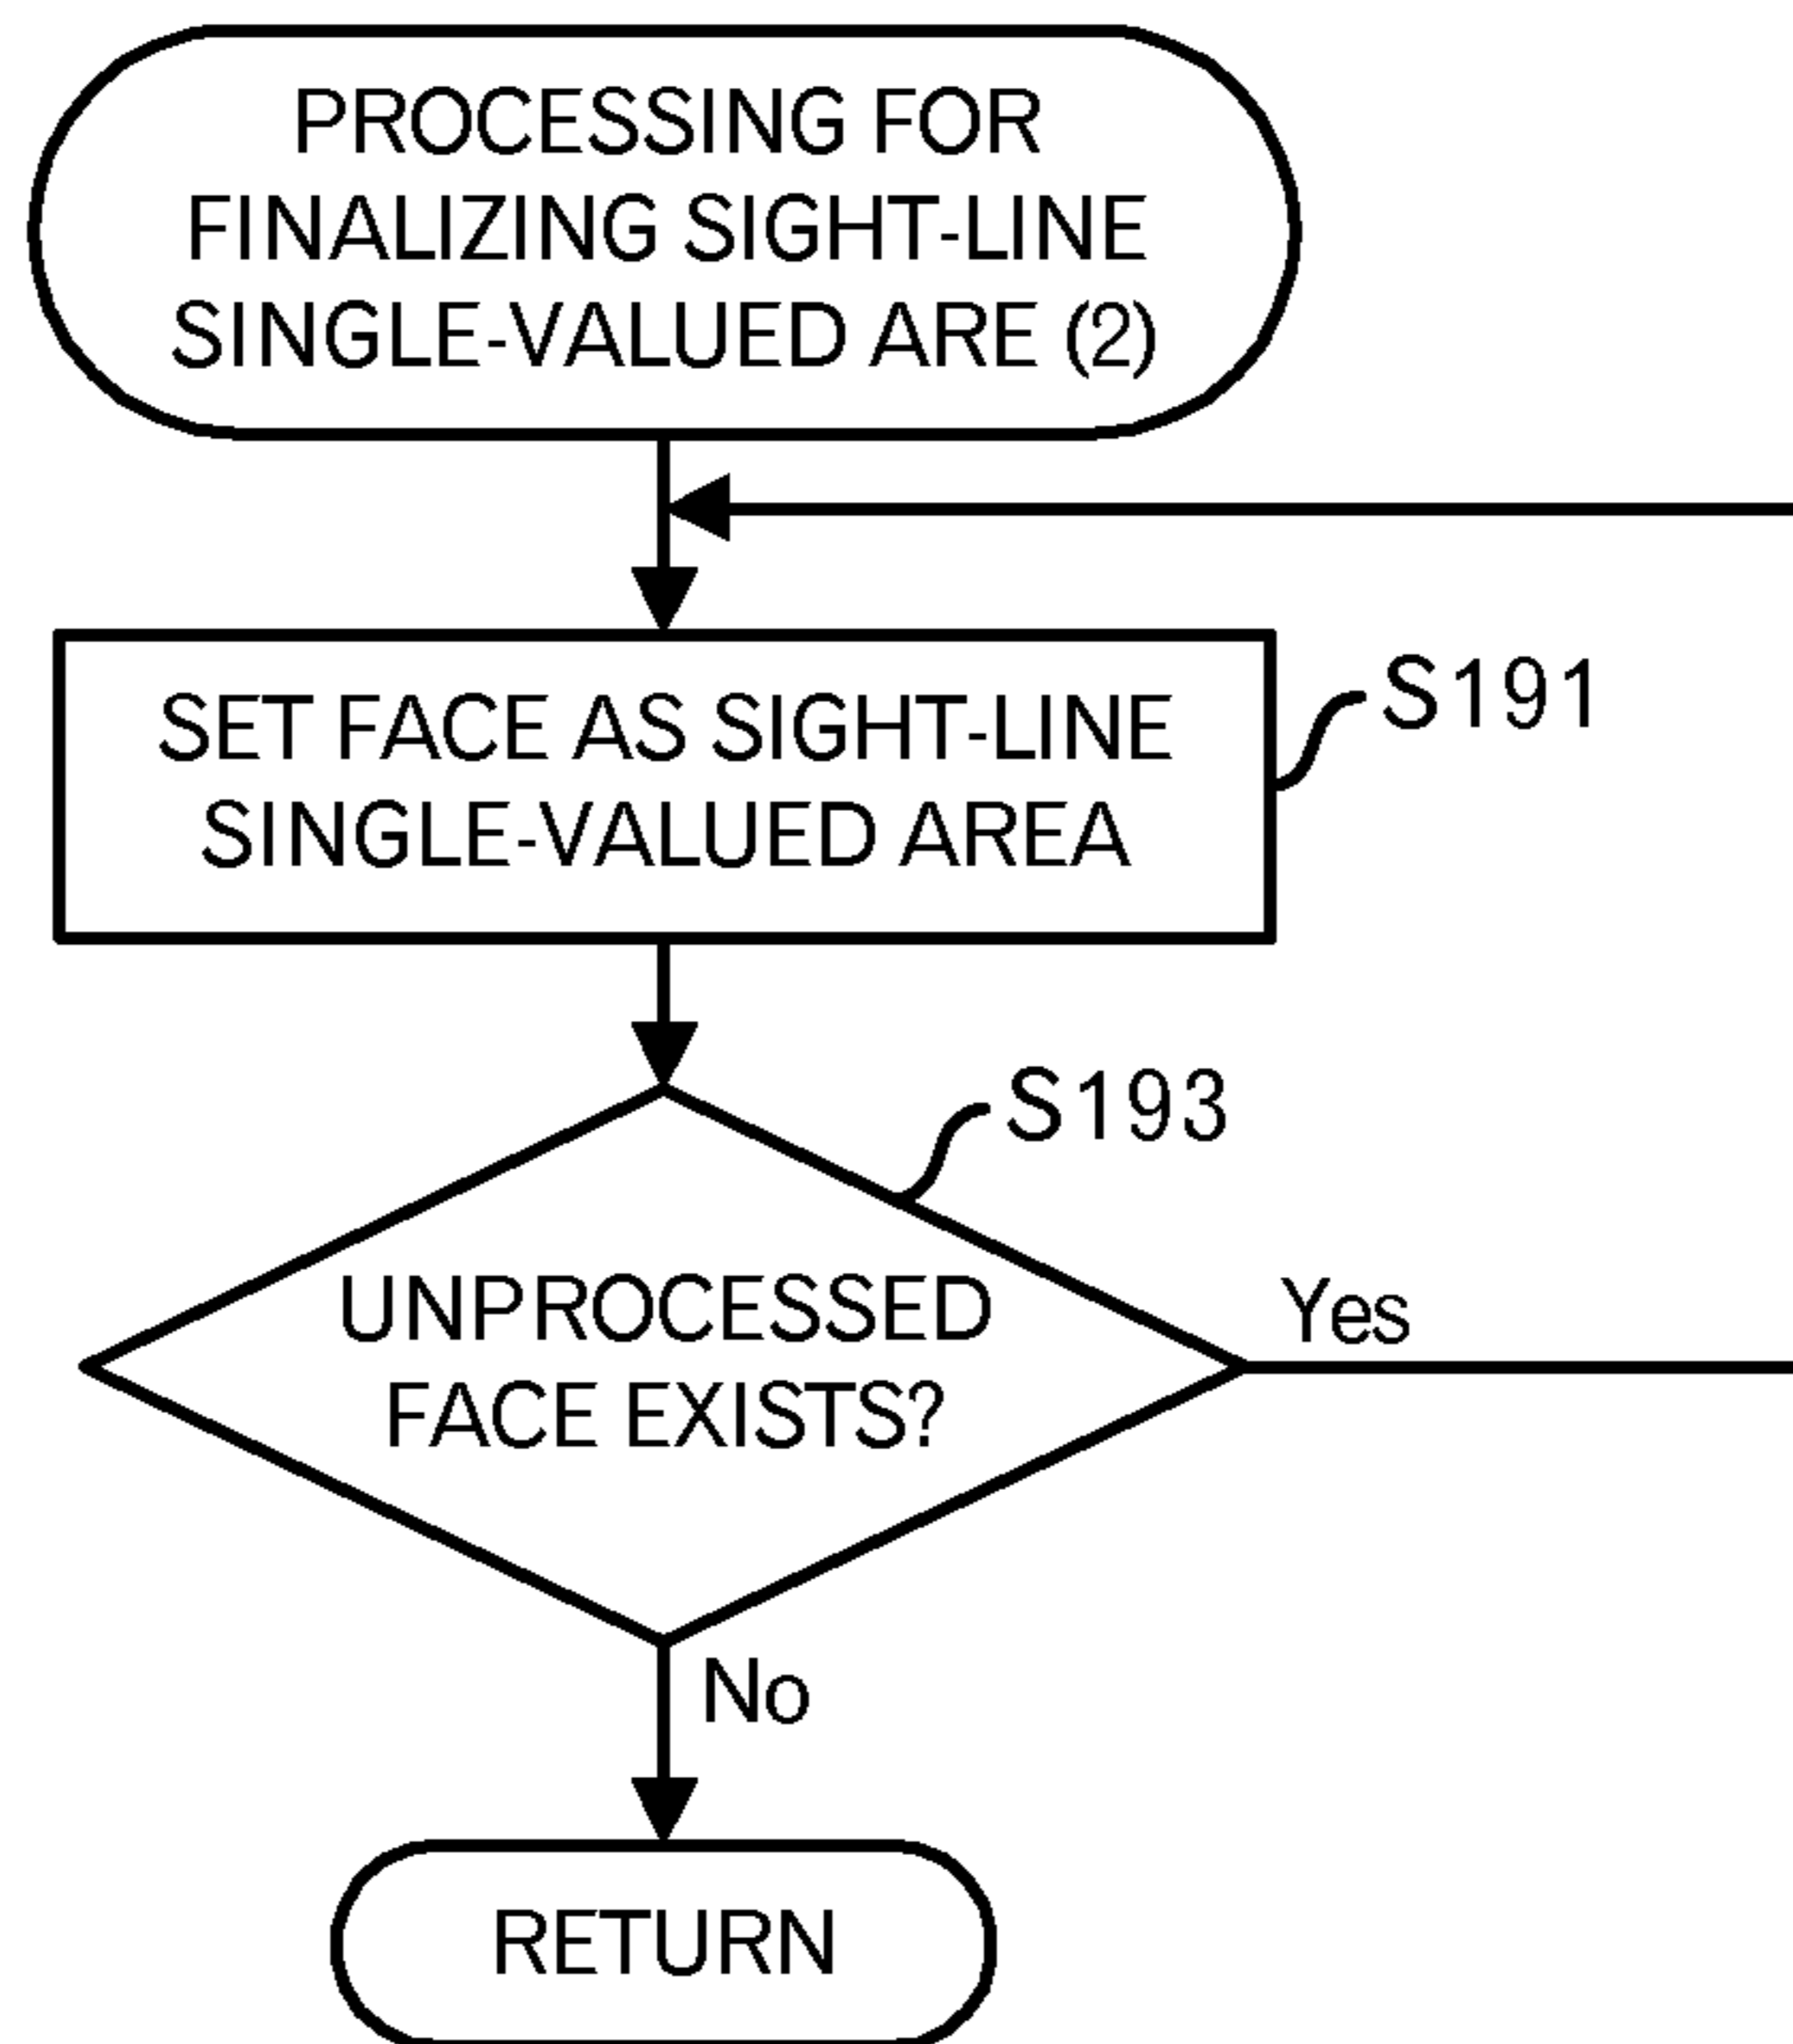 PROCESSING FOR
FINALIZING SIGHT-LINE
SINGLE-VALUED ARE (2)
SET FACE AS SIGHT-LINE
SINGLE-VALUED AREA
S191
S193
UNPROCESSED
FACE EXISTS?
Yes
No
RETURN